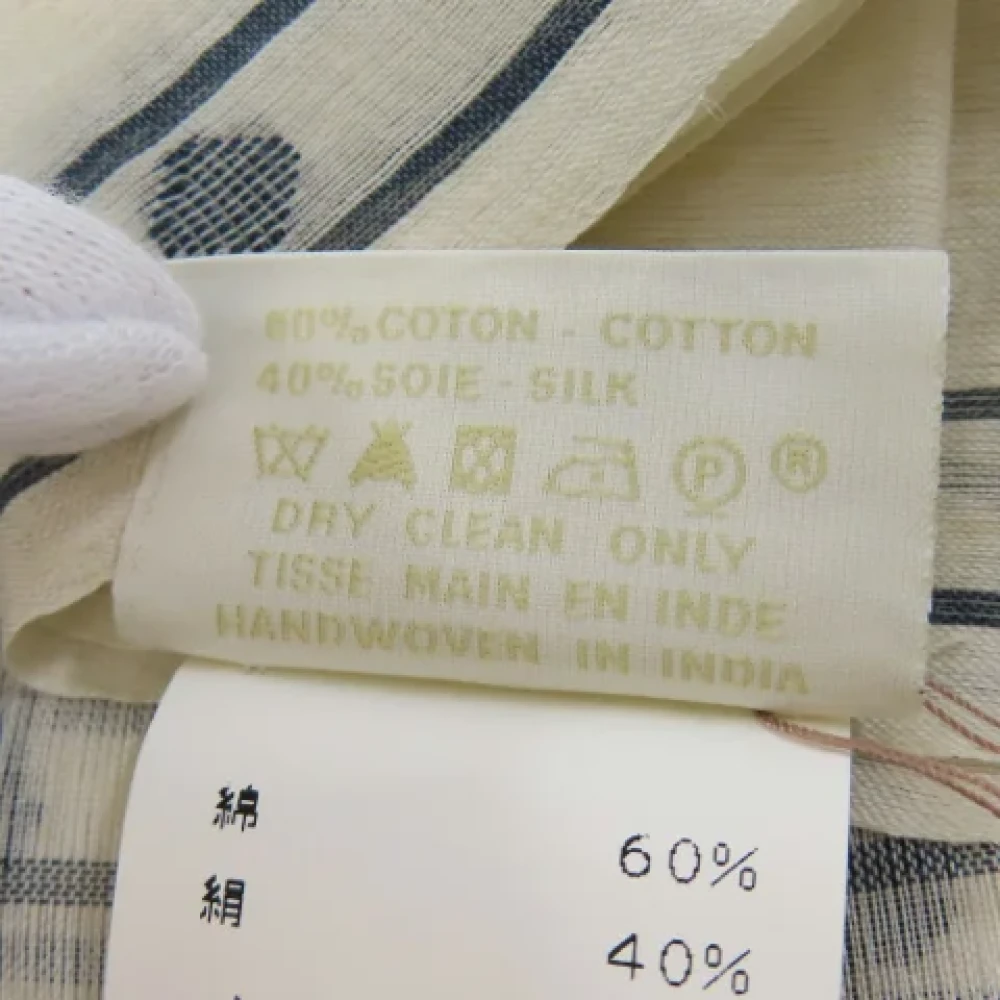 60% COTON - COTTON
40% SOIE - SILK
P ®
DRY CLEAN ONLY
TISSE MAIN EN INDE
HANDWOVEN IN INDIA
綿 60%
絹 40%